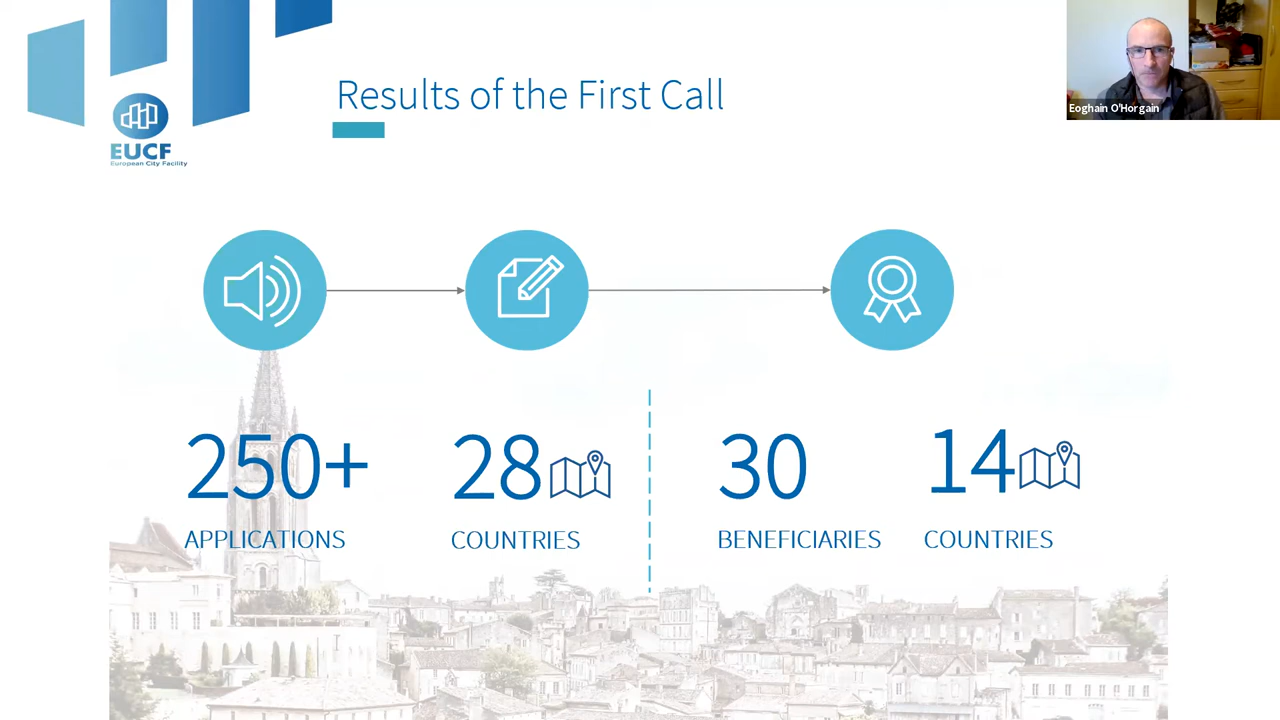 Results of the First Call
Eoghain O'Horgain
EUCF
European City Facility
250+
28
30
14
APPLICATIONS
COUNTRIES
BENEFICIARIES
COUNTRIES